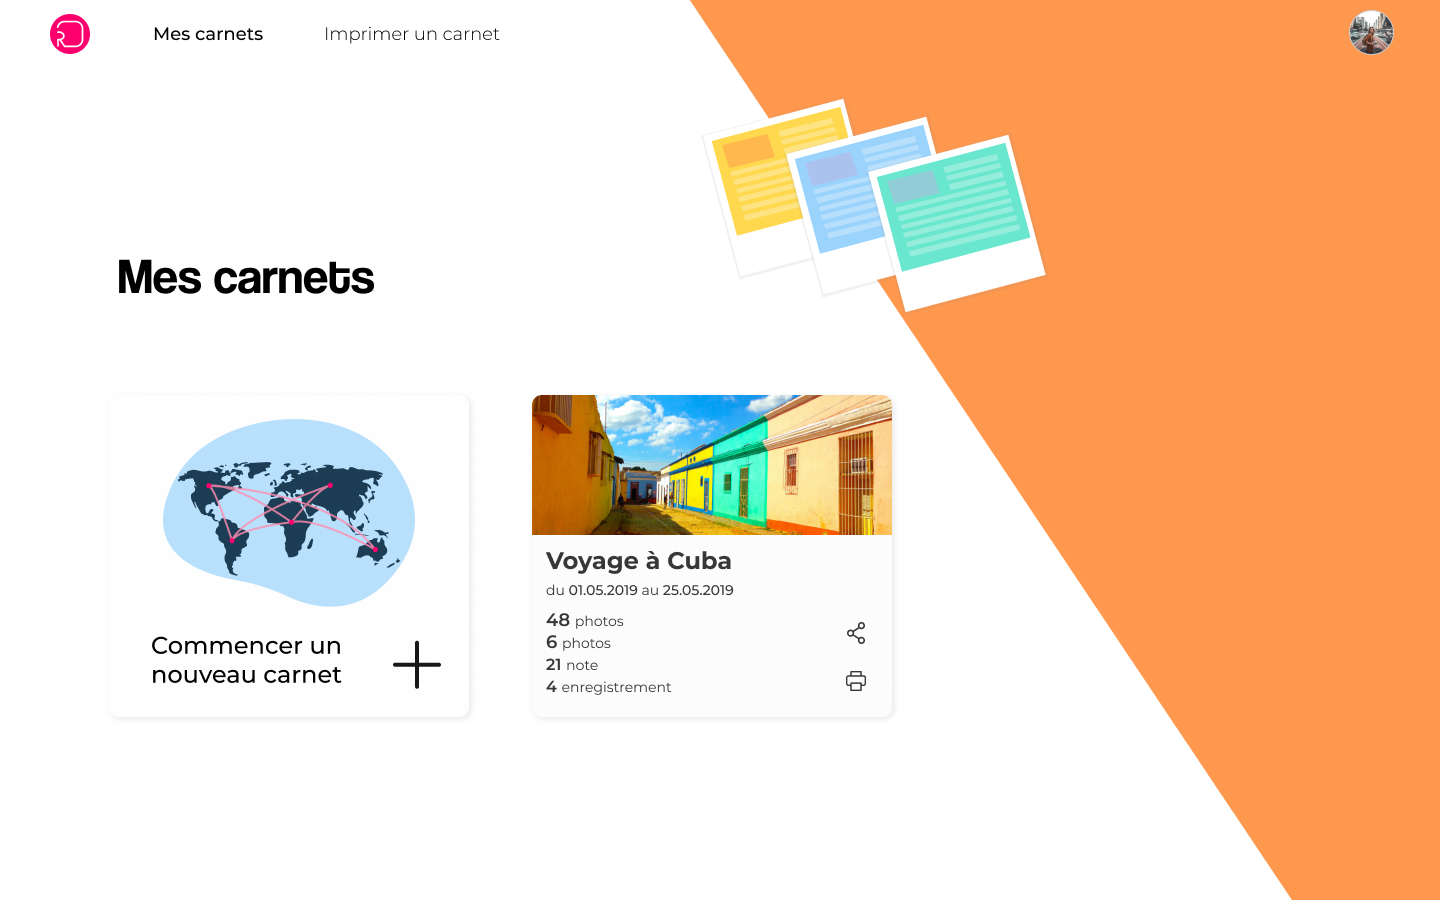 Mes carnets
Imprimer un carnet
Mes carnets
Commencer un
nouveau carnet
Voyage à Cuba
du 01.05.2019 au 25.05.2019
48 photos
6 photos
21 note
4 enregistrement